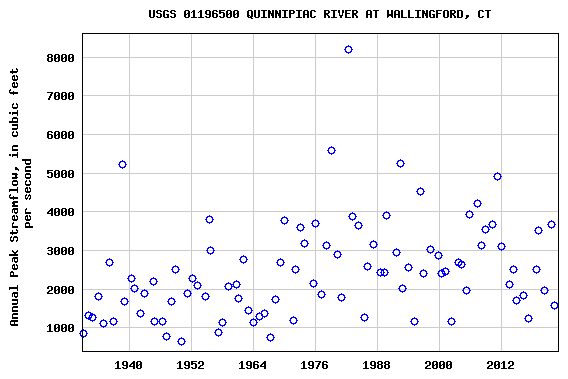 USGS 01196500 QUINNIPIAC RIVER AT WALLINGFORD, CT
Annual Peak Streamflow, in cubic feet
per second
8000
7000
6000
5000
4000
3000
2000
1000
1940 1952 1964 1976 1988 2000 2012